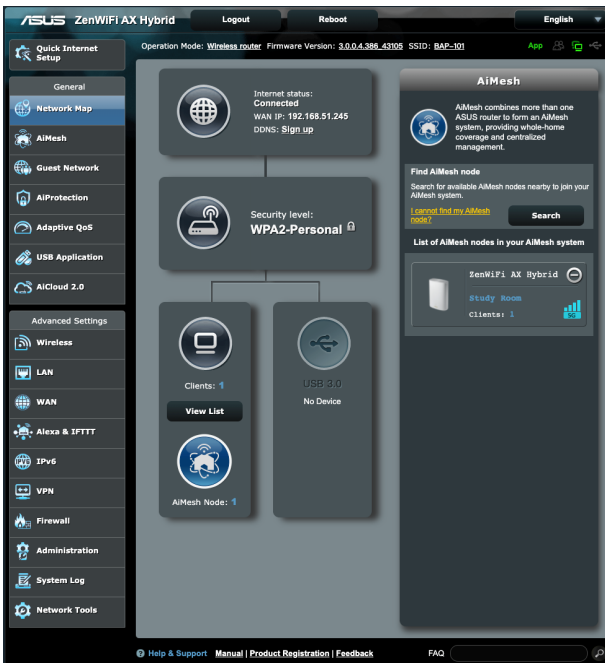 ASUS ZenWiFi AX Hybrid Logout Reboot English
Operation Mode: Wireless router Firmware Version: 3.0.0.4.386_43105 SSID: BAP-101 App
Quick Internet
Setup
General
Network Map
AiMesh
Guest Network
AiProtection
Adaptive QoS
USB Application
AiCloud 2.0
Advanced Settings
Wireless
LAN
WAN
Alexa & IFTTT
IPv6
VPN
Firewall
Administration
System Log
Network Tools
Internet status:
Connected
WAN IP: 192.168.51.245
DDNS: Sign up
Security level:
WPA2-Personal
Clients: 1
View List
AiMesh Node: 1
USB 3.0
No Device
AiMesh
AiMesh combines more than one
ASUS router to form an AiMesh
system, providing whole-home
coverage and centralized
management.
Find AiMesh node
Search for available AiMesh nodes nearby to join your
AiMesh system.
I cannot find my AiMesh
node?
Search
List of AiMesh nodes in your AiMesh system
ZenWiFi AX Hybrid
Study Room
Clients: 1
5G
Help & Support Manual | Product Registration | Feedback FAQ